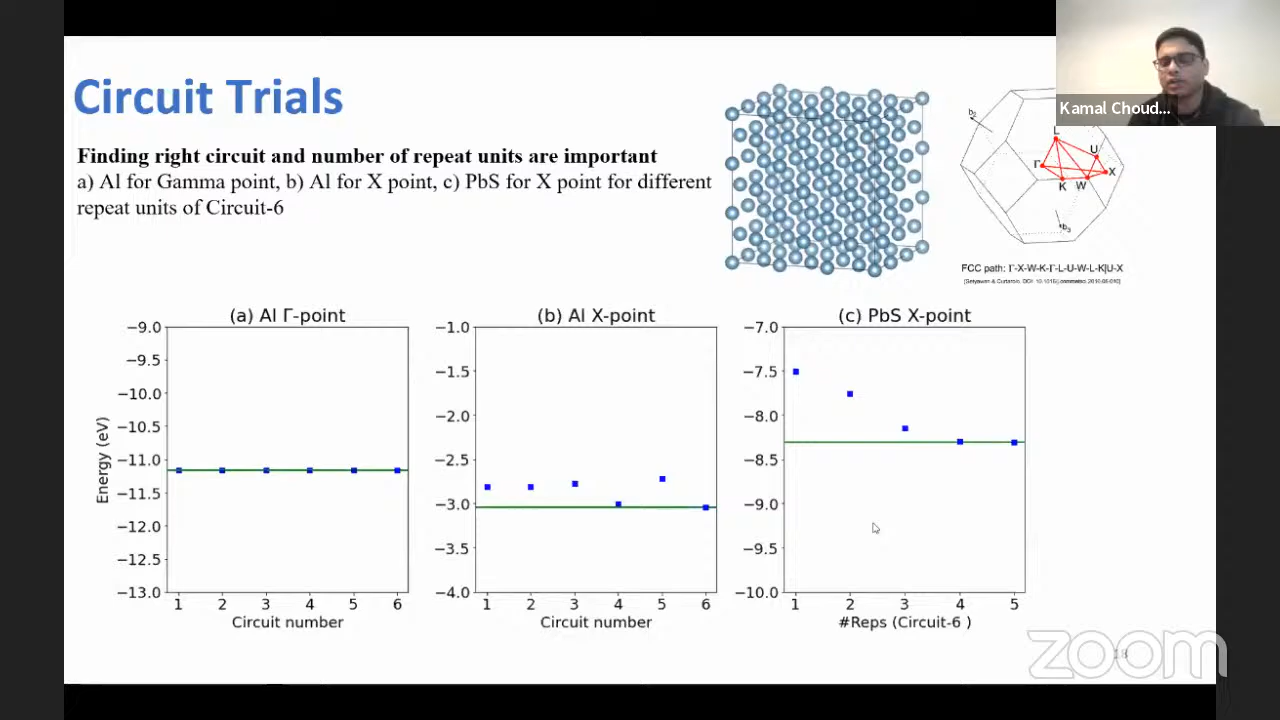 Circuit Trials
Kamal Choud...
Finding right circuit and number of repeat units are important
a) Al for Gamma point, b) Al for X point, c) PbS for X point for different
repeat units of Circuit-6
b₂
L
U
Γ
X
K
W
b₃
FCC path: Γ-X-W-K-Γ-L-U-W-L-K|U-X
(a) Al Γ-point
Energy (eV)
−9.0
−9.5
−10.0
−10.5
−11.0
−11.5
−12.0
−12.5
−13.0
1 2 3 4 5 6
Circuit number
(b) Al X-point
−1.0
−1.5
−2.0
−2.5
−3.0
−3.5
−4.0
1 2 3 4 5 6
Circuit number
(c) PbS X-point
−7.0
−7.5
−8.0
−8.5
−9.0
−9.5
−10.0
1 2 3 4 5
#Reps (Circuit-6 )
18
zoom